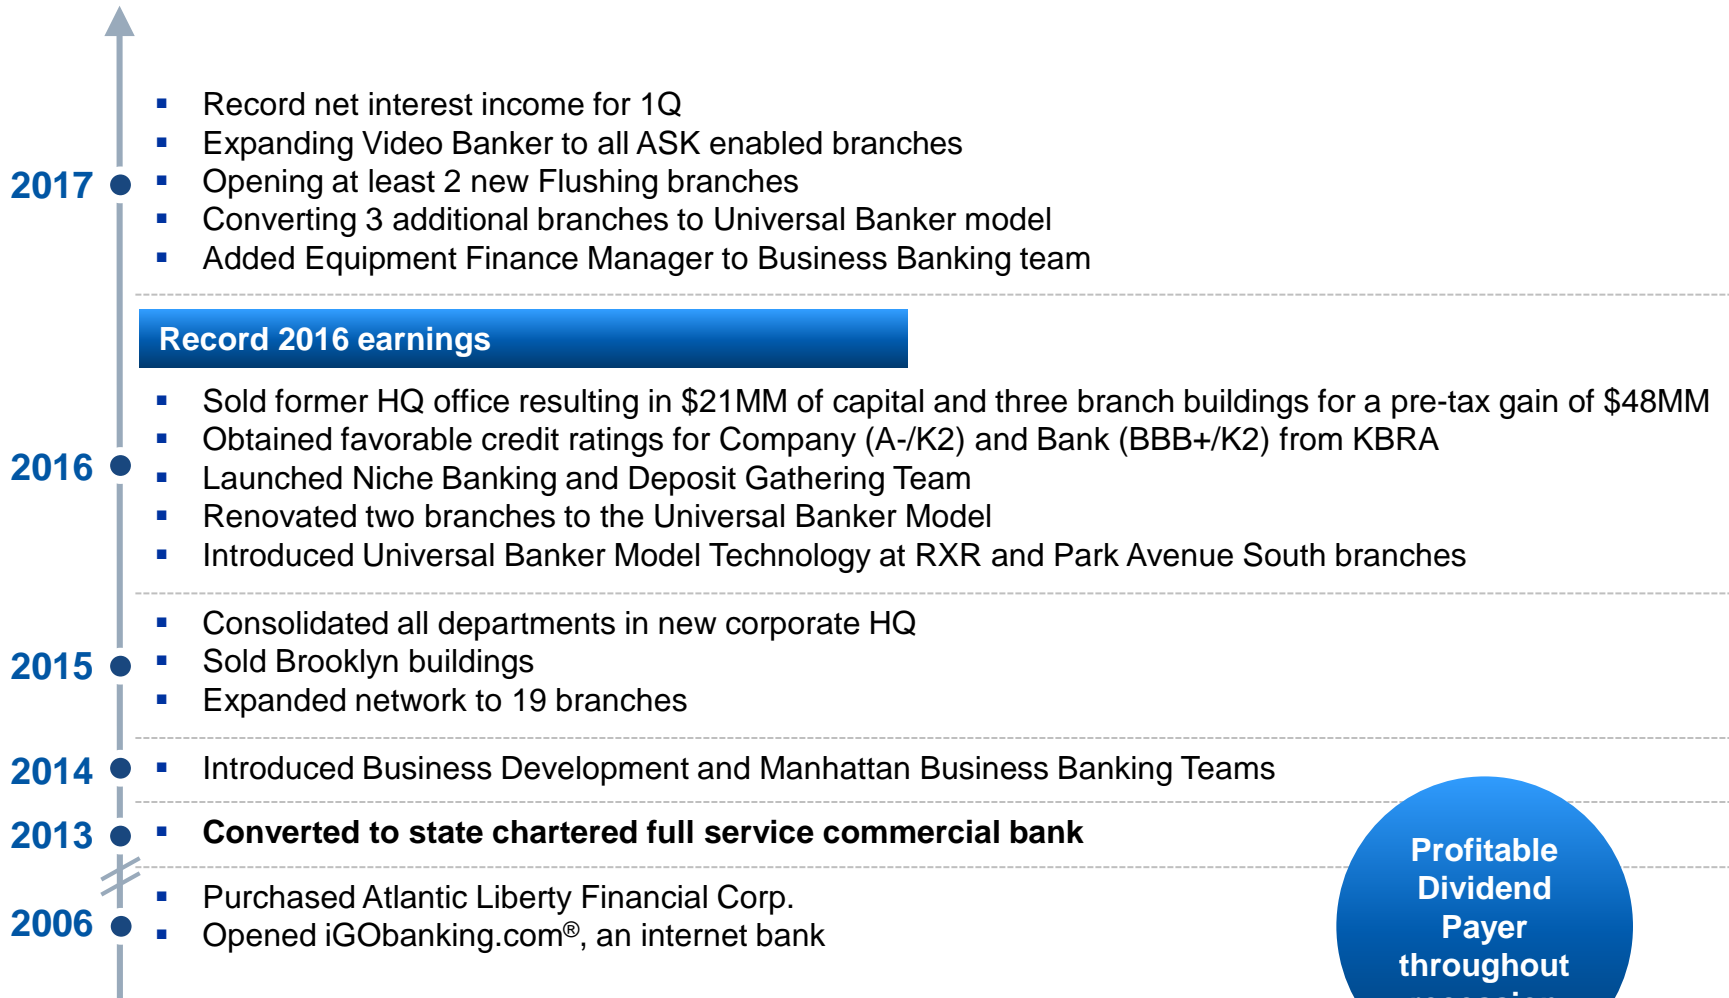 2017
Record net interest income for 1Q
Expanding Video Banker to all ASK enabled branches
Opening at least 2 new Flushing branches
Converting 3 additional branches to Universal Banker model
Added Equipment Finance Manager to Business Banking team
Record 2016 earnings
2016
Sold former HQ office resulting in $21MM of capital and three branch buildings for a pre-tax gain of $48MM
Obtained favorable credit ratings for Company (A-/K2) and Bank (BBB+/K2) from KBRA
Launched Niche Banking and Deposit Gathering Team
Renovated two branches to the Universal Banker Model
Introduced Universal Banker Model Technology at RXR and Park Avenue South branches
2015
Consolidated all departments in new corporate HQ
Sold Brooklyn buildings
Expanded network to 19 branches
2014
Introduced Business Development and Manhattan Business Banking Teams
2013
Converted to state chartered full service commercial bank
2006
Purchased Atlantic Liberty Financial Corp.
Opened iGObanking.com®, an internet bank
Profitable
Dividend
Payer
throughout